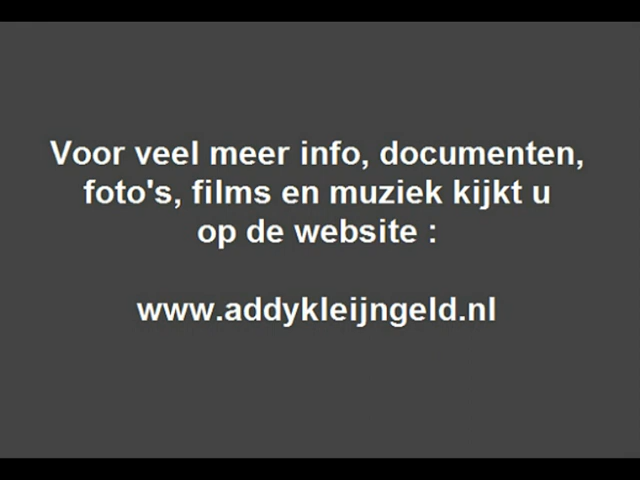 Voor veel meer info, documenten,
foto's, films en muziek kijkt u
op de website :
www.addykleijngeld.nl